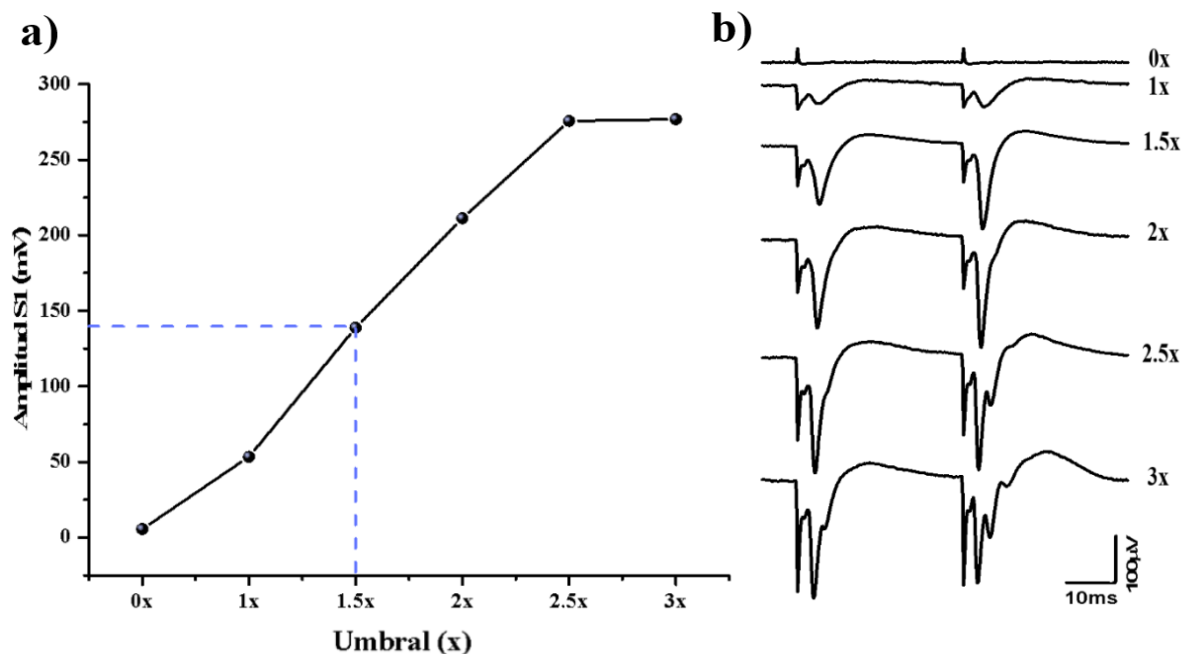 a)
300
250
200
150
100
50
0
Amplitud S1 (mV)
0x
1x
1.5x
2x
2.5x
3x
Umbral (x)
b)
0x
1x
1.5x
2x
2.5x
3x
100µV
10ms